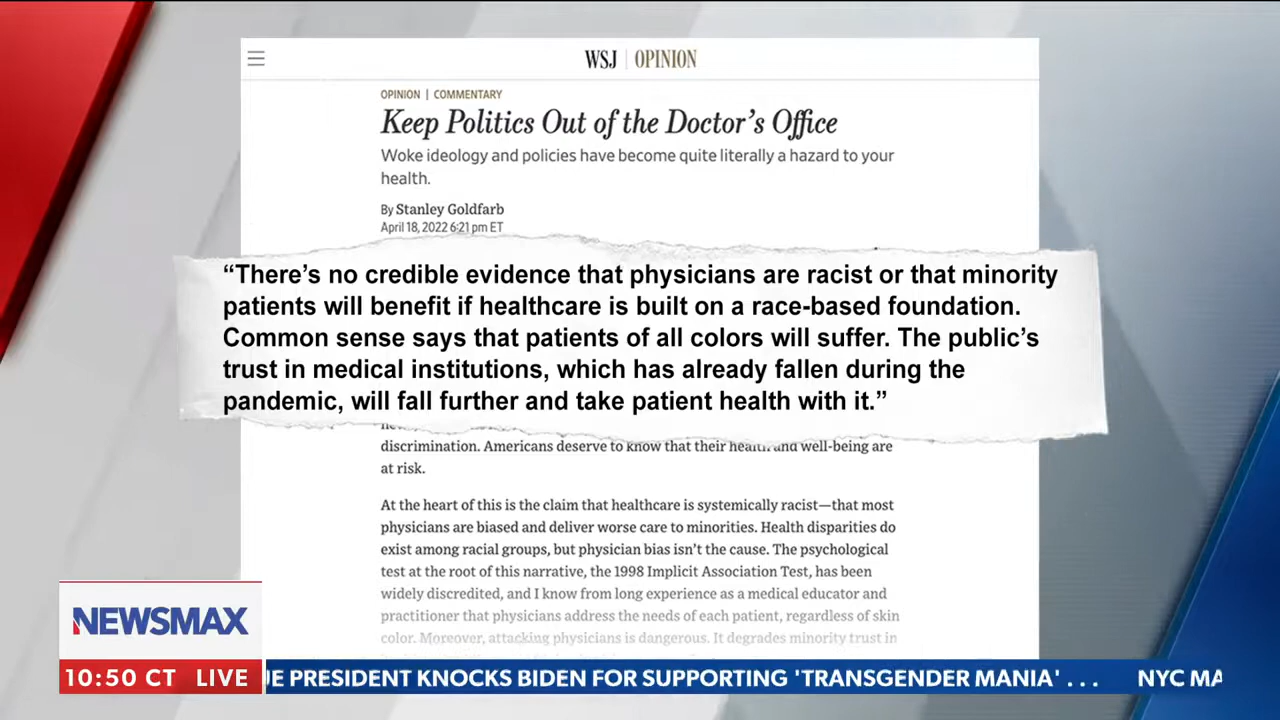 WSJ | OPINION
OPINION | COMMENTARY
Keep Politics Out of the Doctor's Office
Woke ideology and policies have become quite literally a hazard to your
health.
By Stanley Goldfarb
April 18, 2022 6:21 pm ET
“There’s no credible evidence that physicians are racist or that minority
patients will benefit if healthcare is built on a race-based foundation.
Common sense says that patients of all colors will suffer. The public’s
trust in medical institutions, which has already fallen during the
pandemic, will fall further and take patient health with it.”
discrimination. Americans deserve to know that their health and well-being are
at risk.
At the heart of this is the claim that healthcare is systemically racist—that most
physicians are biased and deliver worse care to minorities. Health disparities do
exist among racial groups, but physician bias isn’t the cause. The psychological
test at the root of this narrative, the 1998 Implicit Association Test, has been
widely discredited, and I know from long experience as a medical educator and
practitioner that physicians address the needs of each patient, regardless of skin
color. Moreover, attacking physicians is dangerous. It degrades minority trust in
NEWSMAX
10:50 CT LIVE
UE PRESIDENT KNOCKS BIDEN FOR SUPPORTING 'TRANSGENDER MANIA' . . . NYC MA